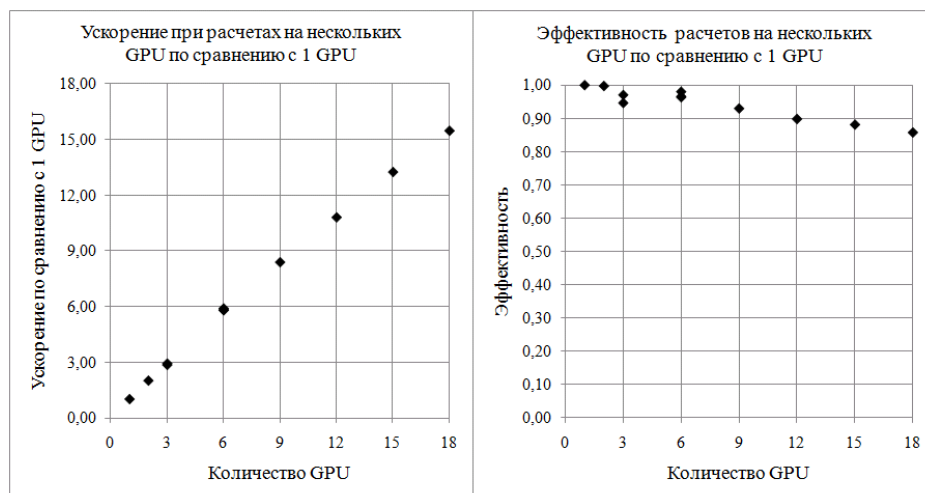 Ускорение при расчетах на нескольких
GPU по сравнению с 1 GPU
18,00
15,00
12,00
9,00
6,00
3,00
0,00
0 3 6 9 12 15 18
Ускорение по сравнению с 1 GPU
Количество GPU
Эффективность расчетов на нескольких
GPU по сравнению с 1 GPU
1,00
0,90
0,80
0,70
0,60
0,50
0,40
0,30
0,20
0,10
0,00
0 3 6 9 12 15 18
Эффективность
Количество GPU